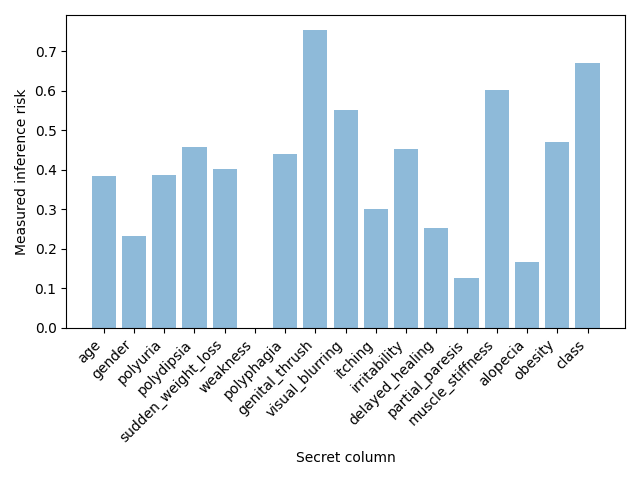 0.7
0.6
0.5
0.4
0.3
0.2
0.1
0.0
Measured inference risk
age
gender
polyuria
polydipsia
sudden_weight_loss
weakness
polyphagia
genital_thrush
visual_blurring
itching
irritability
delayed_healing
partial_paresis
muscle_stiffness
alopecia
obesity
class
Secret column